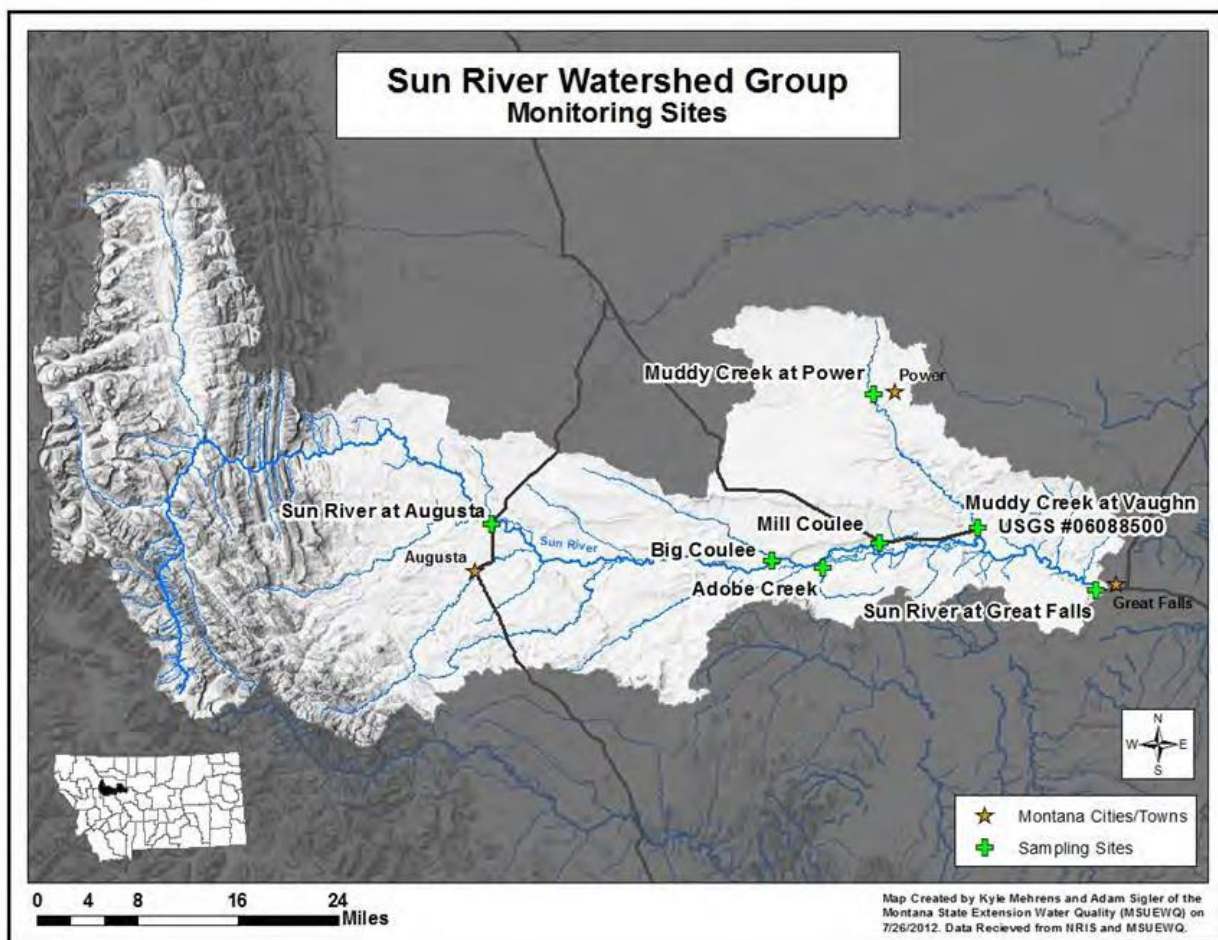 Sun River Watershed Group
Monitoring Sites
Muddy Creek at Power
Power
Muddy Creek at Vaughn
USGS #06088500
Sun River at Augusta
Mill Coulee
Sun River
Big Coulee
Augusta
Adobe Creek
Sun River at Great Falls
Great Falls
N
W E
S
Montana Cities/Towns
Sampling Sites
0 4 8 16 24
Miles
Map Created by Kyle Mehrens and Adam Sigler of the
Montana State Extension Water Quality (MSUEWQ) on
7/26/2012. Data Recieved from NRIS and MSUEWQ.